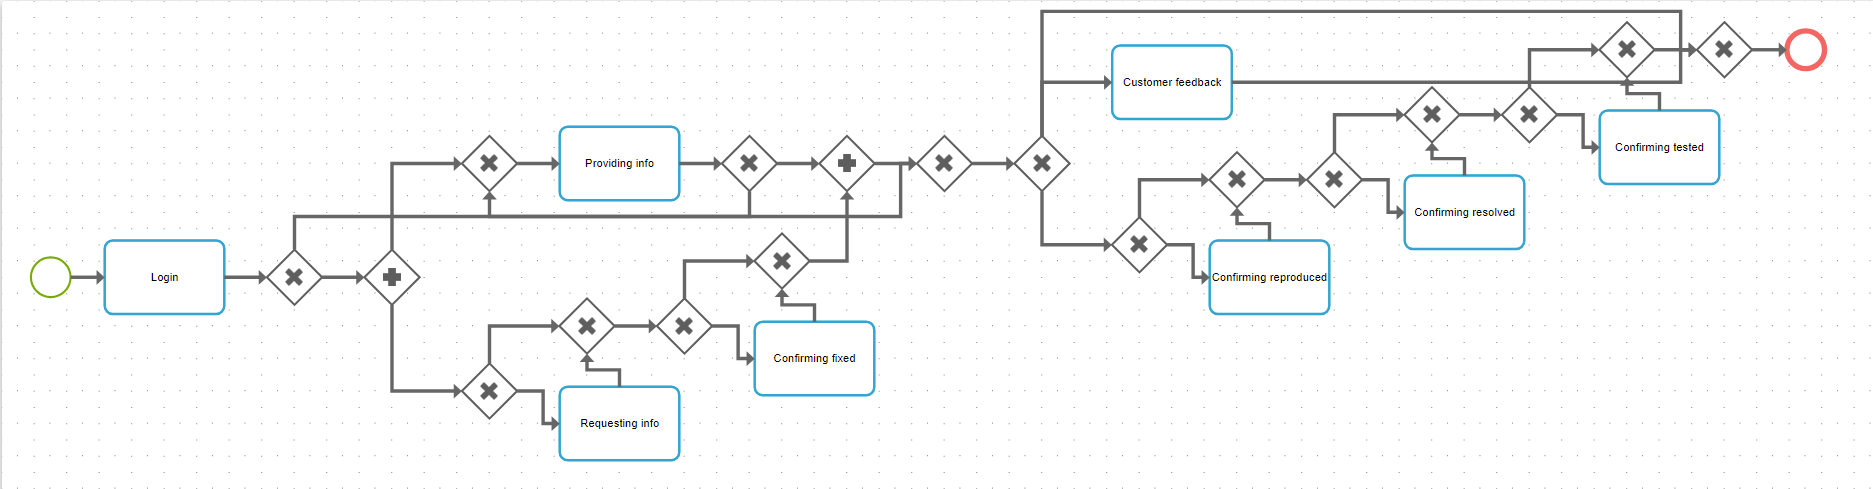 Customer feedback
Providing info
Confirming tested
Confirming resolved
Login
Confirming reproduced
Confirming fixed
Requesting info